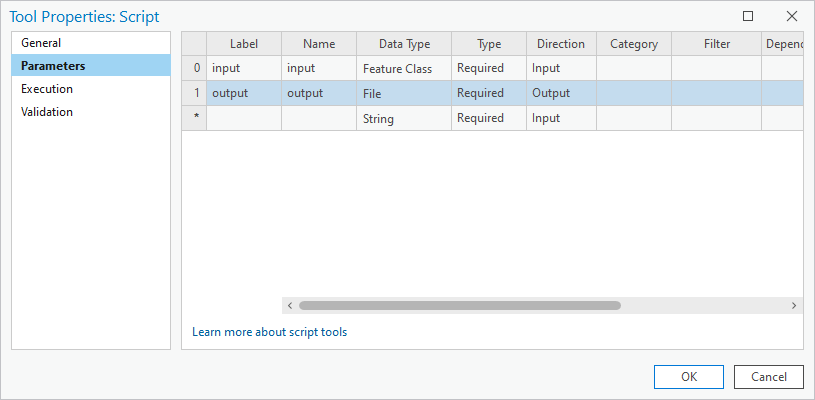 Tool Properties: Script
General
Parameters
Execution
Validation
Label Name Data Type Type Direction Category Filter Depend
0 input input Feature Class Required Input
1 output output File Required Output
* String Required Input
Learn more about script tools
OK Cancel